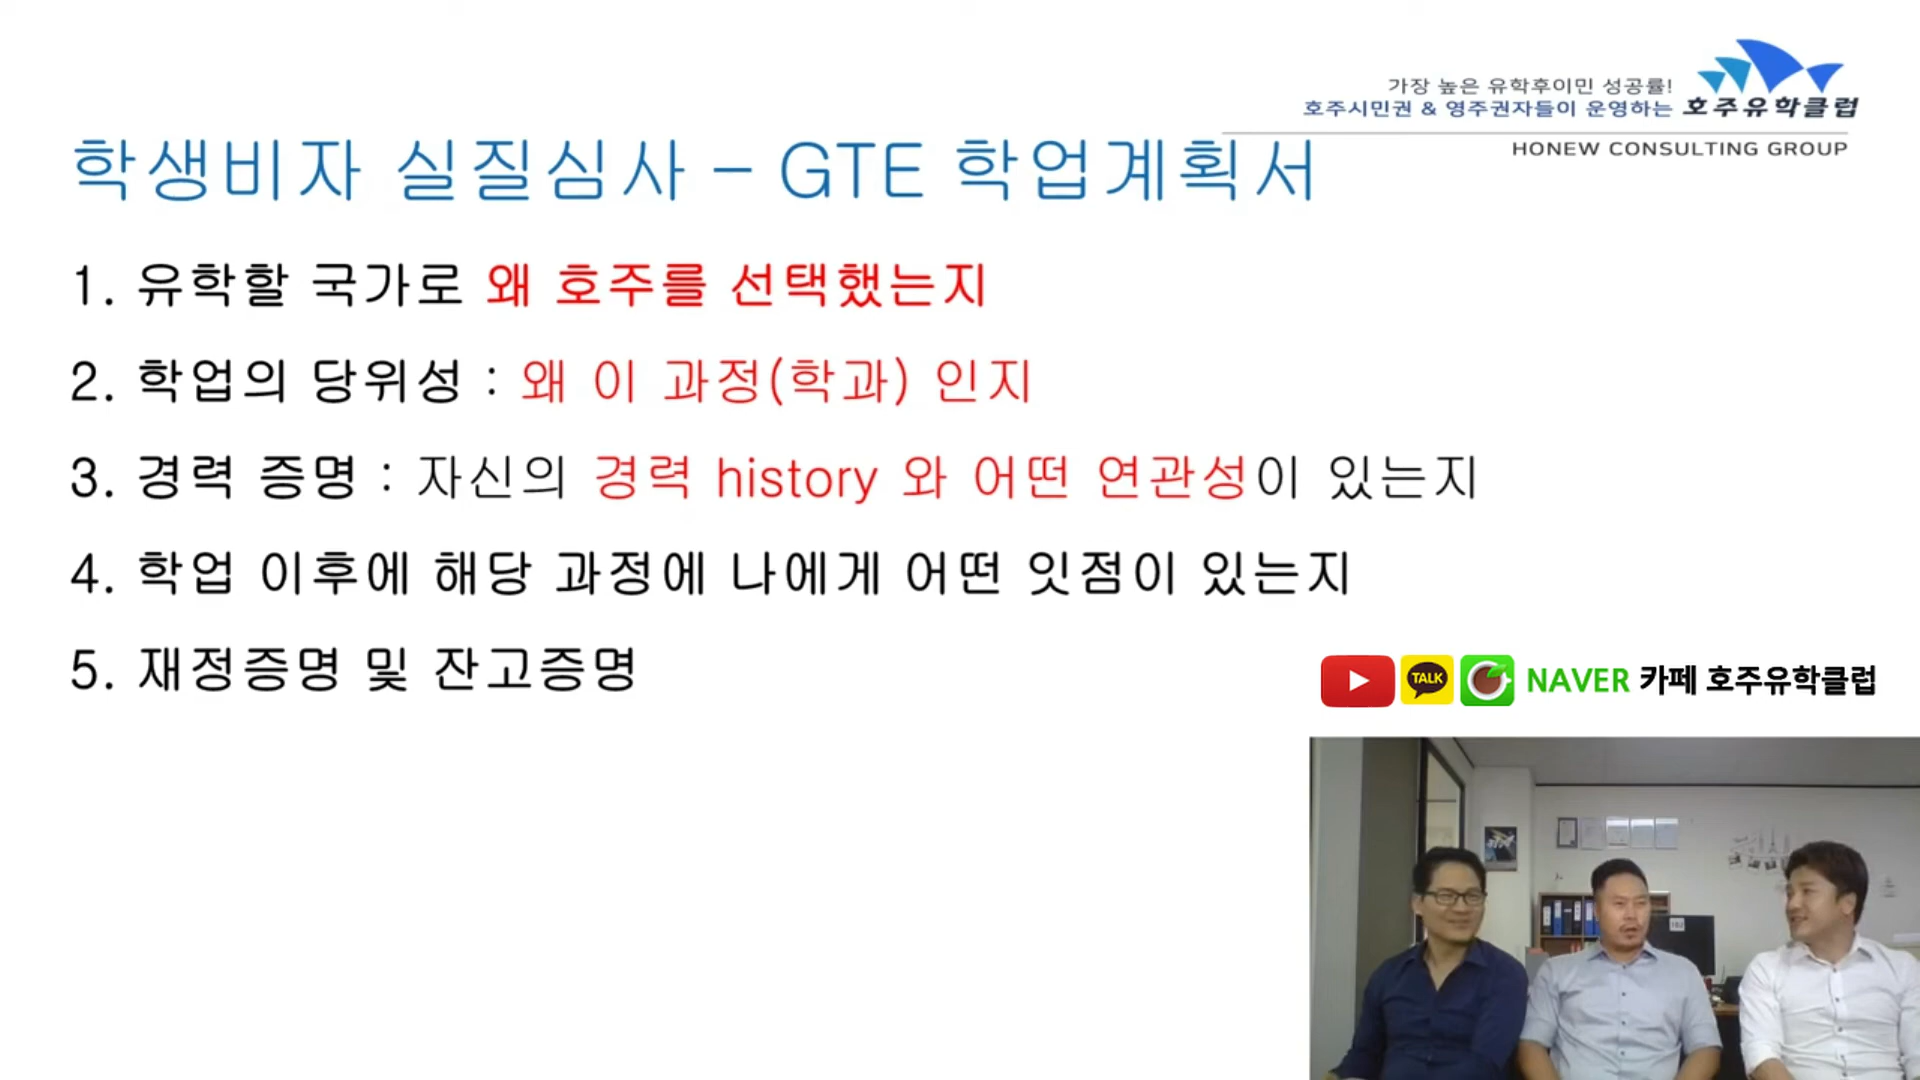 가장 높은 유학후이민 성공률!
호주시민권 & 영주권자들이 운영하는 호주유학클럽
HONEW CONSULTING GROUP
학생비자 실질심사 – GTE 학업계획서
1. 유학할 국가로 왜 호주를 선택했는지
2. 학업의 당위성 : 왜 이 과정(학과) 인지
3. 경력 증명 : 자신의 경력 history 와 어떤 연관성이 있는지
4. 학업 이후에 해당 과정에 나에게 어떤 잇점이 있는지
5. 재정증명 및 잔고증명
TALK NAVER 카페 호주유학클럽